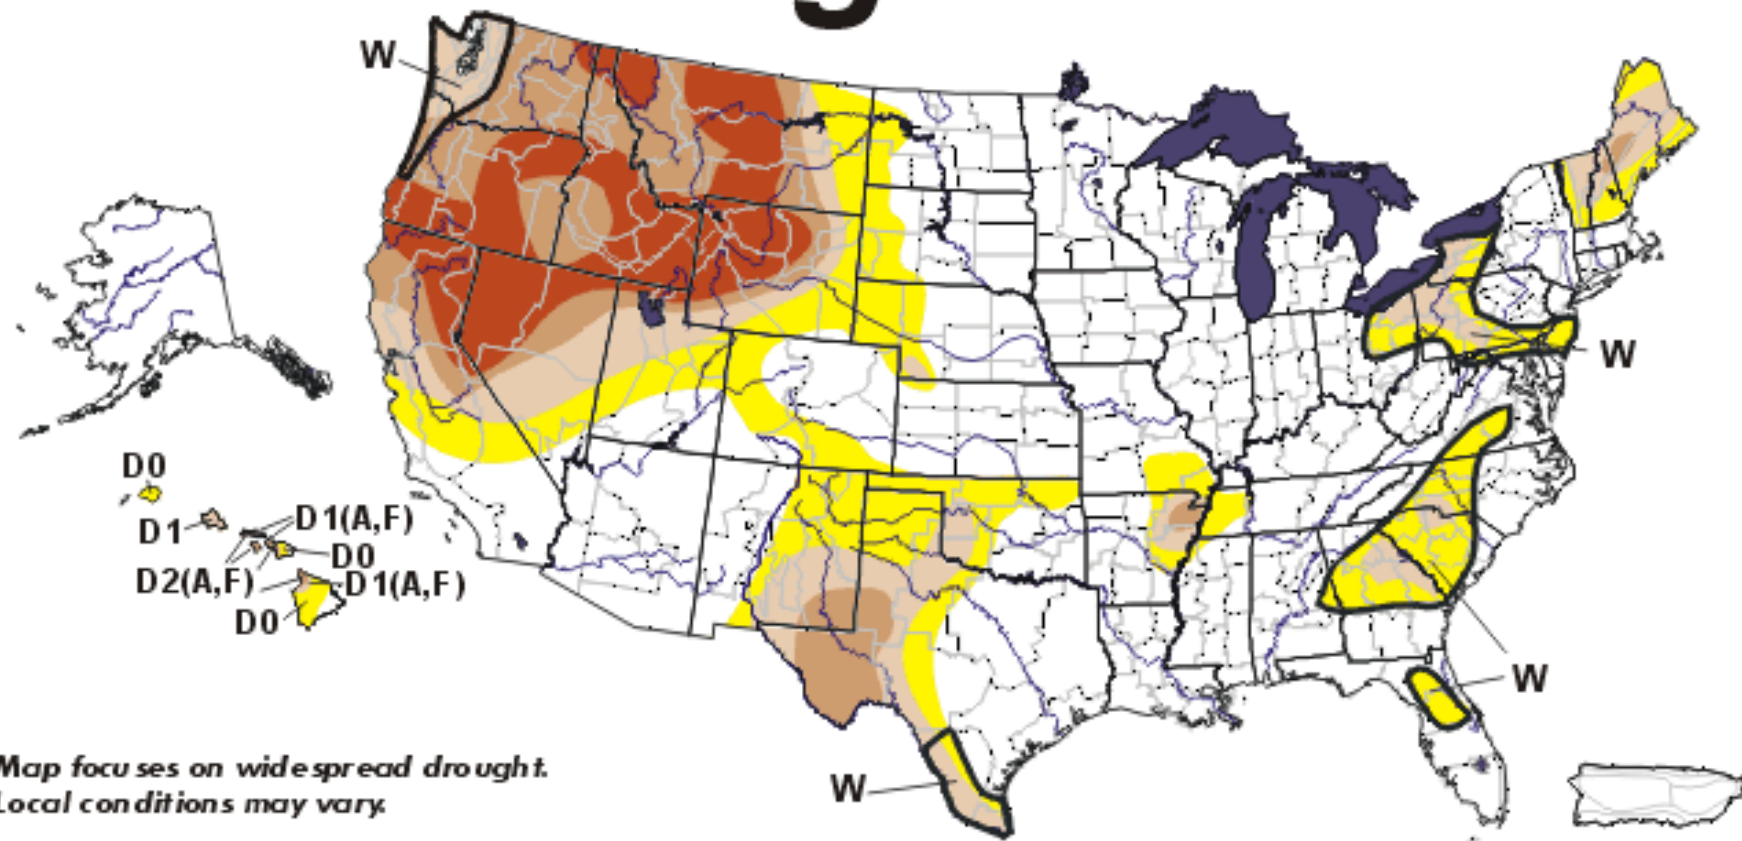 g
W
W
D0
D1
D1(A,F)
D0
D2(A,F)
D1(A,F)
D0
W
W
Map focuses on widespread drought.
Local conditions may vary.